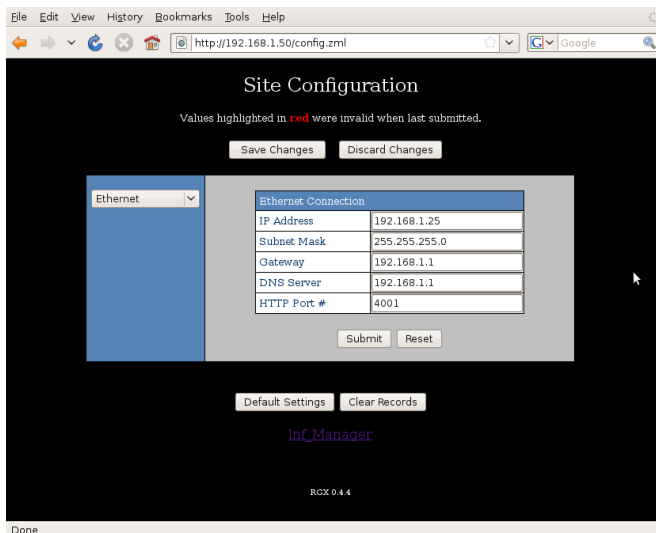 File Edit View History Bookmarks Tools Help
http://192.168.1.50/config.zml G Google
Site Configuration
Values highlighted in red were invalid when last submitted.
Save Changes Discard Changes
Ethernet
Ethernet Connection
IP Address 192.168.1.25
Subnet Mask 255.255.255.0
Gateway 192.168.1.1
DNS Server 192.168.1.1
HTTP Port # 4001
Submit Reset
Default Settings Clear Records
Inf_Manager
RGX 0.4.4
Done